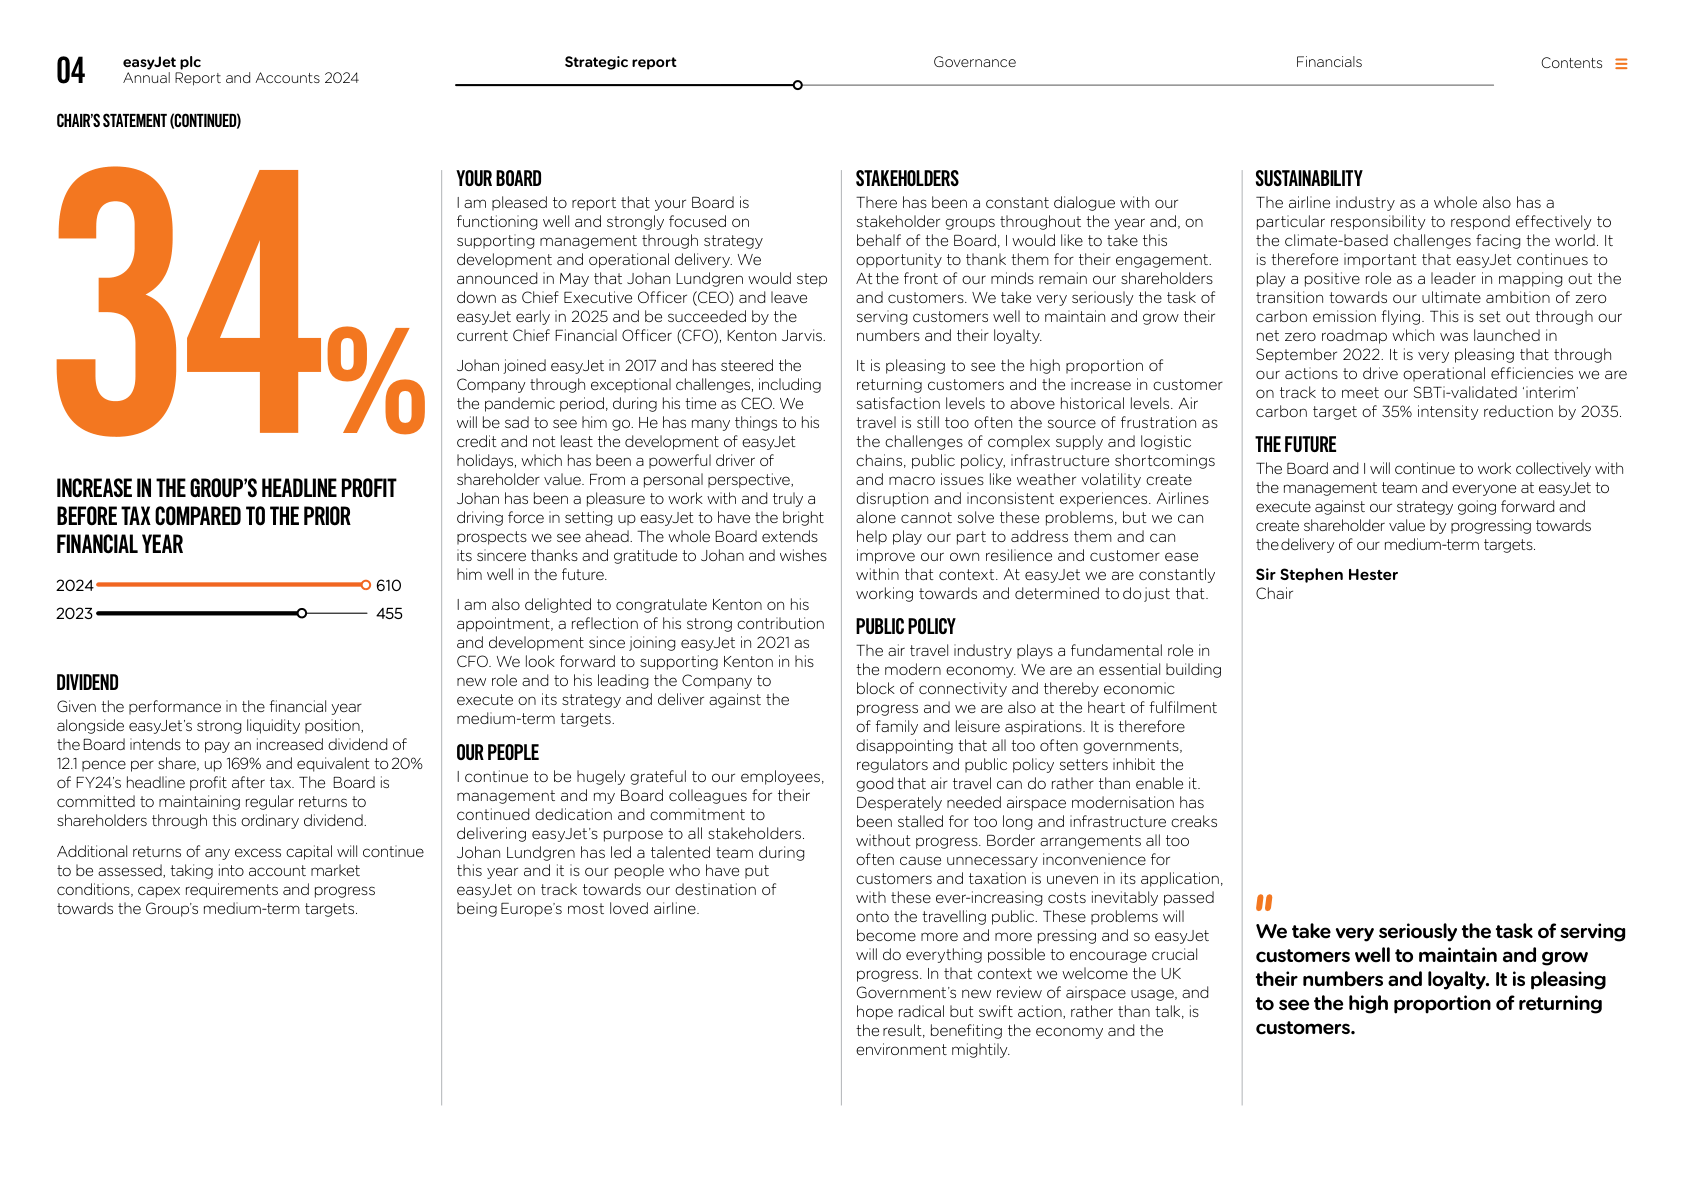 04
easyJet plc
Annual Report and Accounts 2024
Strategic report
Governance
Financials
Contents
CHAIR'S STATEMENT (CONTINUED)
34%
INCREASE IN THE GROUP'S HEADLINE PROFIT
BEFORE TAX COMPARED TO THE PRIOR
FINANCIAL YEAR
2024 610
2023 455
DIVIDEND
Given the performance in the financial year
alongside easyJet's strong liquidity position,
the Board intends to pay an increased dividend of
12.1 pence per share, up 169% and equivalent to 20%
of FY24's headline profit after tax. The Board is
committed to maintaining regular returns to
shareholders through this ordinary dividend.
Additional returns of any excess capital will continue
to be assessed, taking into account market
conditions, capex requirements and progress
towards the Group's medium-term targets.
YOUR BOARD
I am pleased to report that your Board is
functioning well and strongly focused on
supporting management through strategy
development and operational delivery. We
announced in May that Johan Lundgren would step
down as Chief Executive Officer (CEO) and leave
easyJet early in 2025 and be succeeded by the
current Chief Financial Officer (CFO), Kenton Jarvis.
Johan joined easyJet in 2017 and has steered the
Company through exceptional challenges, including
the pandemic period, during his time as CEO. We
will be sad to see him go. He has many things to his
credit and not least the development of easyJet
holidays, which has been a powerful driver of
shareholder value. From a personal perspective,
Johan has been a pleasure to work with and truly a
driving force in setting up easyJet to have the bright
prospects we see ahead. The whole Board extends
its sincere thanks and gratitude to Johan and wishes
him well in the future.
I am also delighted to congratulate Kenton on his
appointment, a reflection of his strong contribution
and development since joining easyJet in 2021 as
CFO. We look forward to supporting Kenton in his
new role and to his leading the Company to
execute on its strategy and deliver against the
medium-term targets.
OUR PEOPLE
I continue to be hugely grateful to our employees,
management and my Board colleagues for their
continued dedication and commitment to
delivering easyJet's purpose to all stakeholders.
Johan Lundgren has led a talented team during
this year and it is our people who have put
easyJet on track towards our destination of
being Europe's most loved airline.
STAKEHOLDERS
There has been a constant dialogue with our
stakeholder groups throughout the year and, on
behalf of the Board, I would like to take this
opportunity to thank them for their engagement.
At the front of our minds remain our shareholders
and customers. We take very seriously the task of
serving customers well to maintain and grow their
numbers and their loyalty.
It is pleasing to see the high proportion of
returning customers and the increase in customer
satisfaction levels to above historical levels. Air
travel is still too often the source of frustration as
the challenges of complex supply and logistic
chains, public policy, infrastructure shortcomings
and macro issues like weather volatility create
disruption and inconsistent experiences. Airlines
alone cannot solve these problems, but we can
help play our part to address them and can
improve our own resilience and customer ease
within that context. At easyJet we are constantly
working towards and determined to do just that.
PUBLIC POLICY
The air travel industry plays a fundamental role in
the modern economy. We are an essential building
block of connectivity and thereby economic
progress and we are also at the heart of fulfilment
of family and leisure aspirations. It is therefore
disappointing that all too often governments,
regulators and public policy setters inhibit the
good that air travel can do rather than enable it.
Desperately needed airspace modernisation has
been stalled for too long and infrastructure creaks
without progress. Border arrangements all too
often cause unnecessary inconvenience for
customers and taxation is uneven in its application,
with these ever-increasing costs inevitably passed
onto the travelling public. These problems will
become more and more pressing and so easyJet
will do everything possible to encourage crucial
progress. In that context we welcome the UK
Government's new review of airspace usage, and
hope radical but swift action, rather than talk, is
the result, benefiting the economy and the
environment mightily.
SUSTAINABILITY
The airline industry as a whole also has a
particular responsibility to respond effectively to
the climate-based challenges facing the world. It
is therefore important that easyJet continues to
play a positive role as a leader in mapping out the
transition towards our ultimate ambition of zero
carbon emission flying. This is set out through our
net zero roadmap which was launched in
September 2022. It is very pleasing that through
our actions to drive operational efficiencies we are
on track to meet our SBTi-validated 'interim'
carbon target of 35% intensity reduction by 2035.
THE FUTURE
The Board and I will continue to work collectively with
the management team and everyone at easyJet to
execute against our strategy going forward and
create shareholder value by progressing towards
the delivery of our medium-term targets.
Sir Stephen Hester
Chair
"
We take very seriously the task of serving
customers well to maintain and grow
their numbers and loyalty. It is pleasing
to see the high proportion of returning
customers.